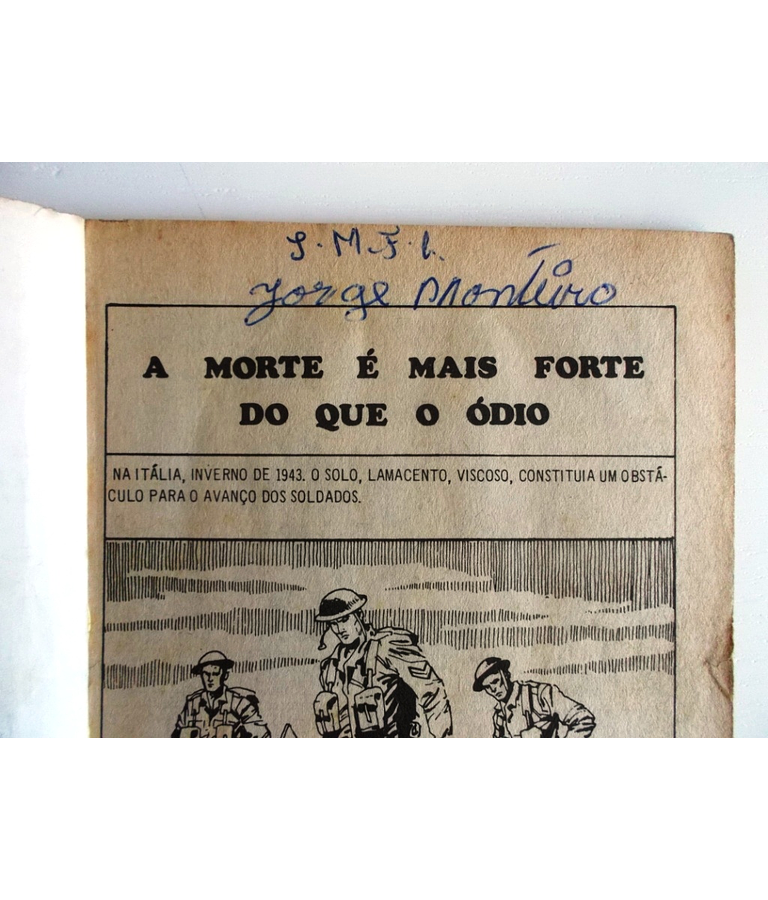 J. M. F. L.
Jorge Monteiro
A MORTE É MAIS FORTE
DO QUE O ÓDIO
NA ITÁLIA, INVERNO DE 1943. O SOLO, LAMACENTO, VISCOSO, CONSTITUIA UM OBSTÁ-
CULO PARA O AVANÇO DOS SOLDADOS.